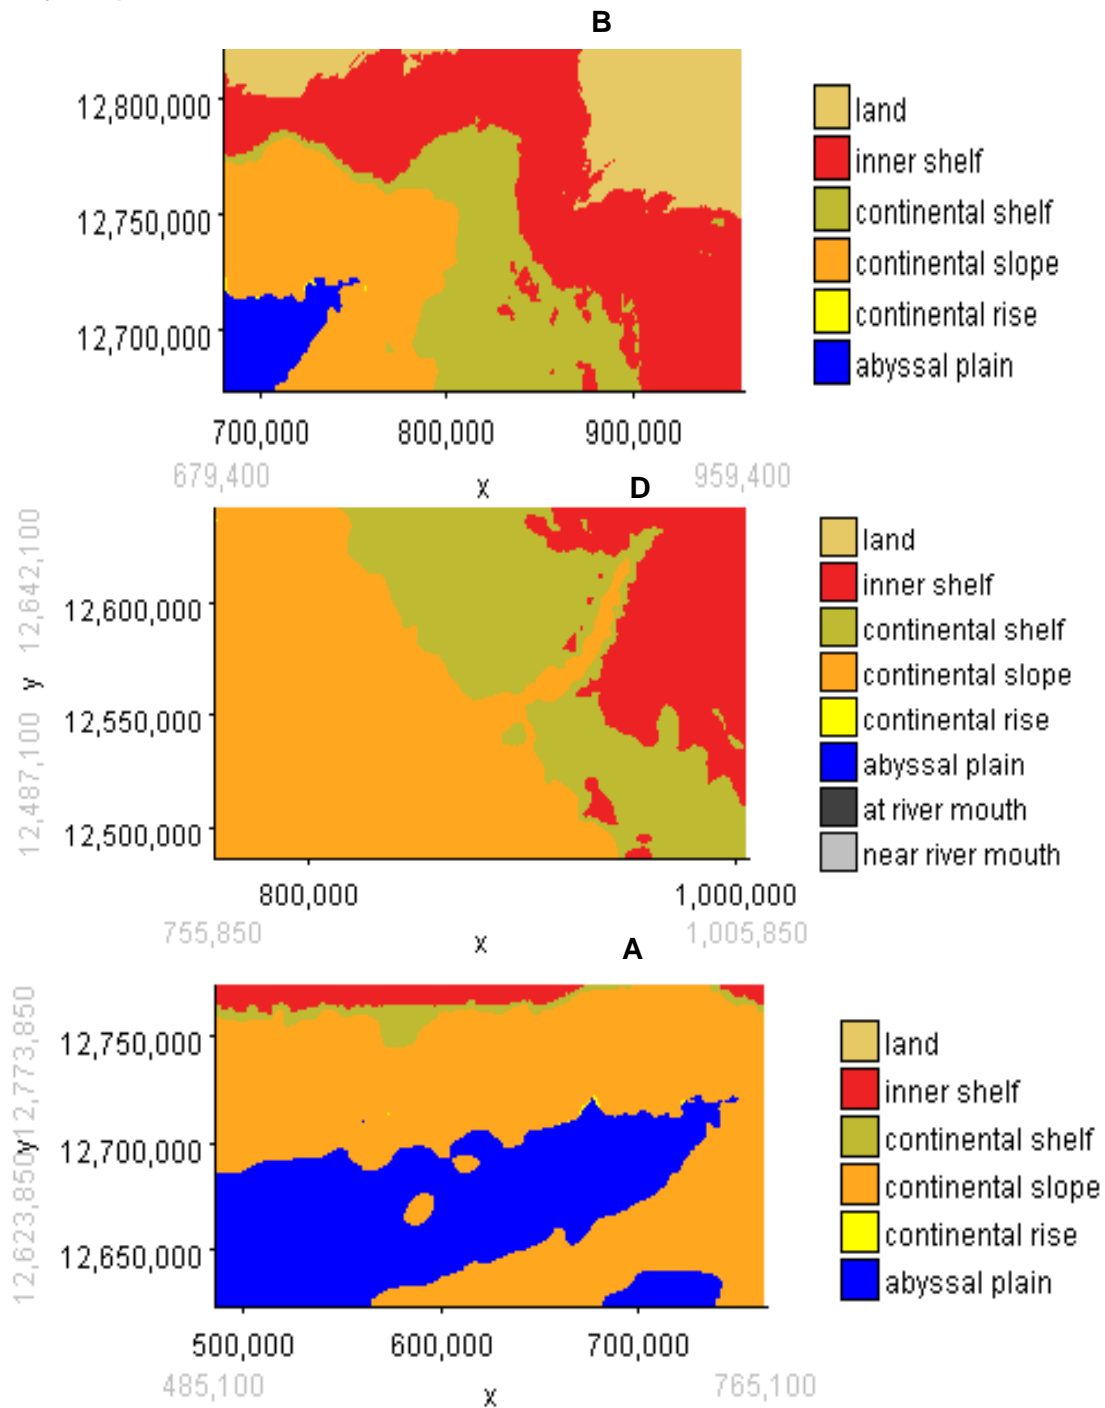 B
12,800,000
12,750,000
12,700,000
700,000 800,000 900,000
679,400 959,400
X
land
inner shelf
continental shelf
continental slope
continental rise
abyssal plain
D
12,642,100
y
12,487,100
12,600,000
12,550,000
12,500,000
800,000 1,000,000
755,850 1,005,850
X
land
inner shelf
continental shelf
continental slope
continental rise
abyssal plain
at river mouth
near river mouth
A
12,773,850
y
12,623,850
12,750,000
12,700,000
12,650,000
500,000 600,000 700,000
485,100 765,100
X
land
inner shelf
continental shelf
continental slope
continental rise
abyssal plain